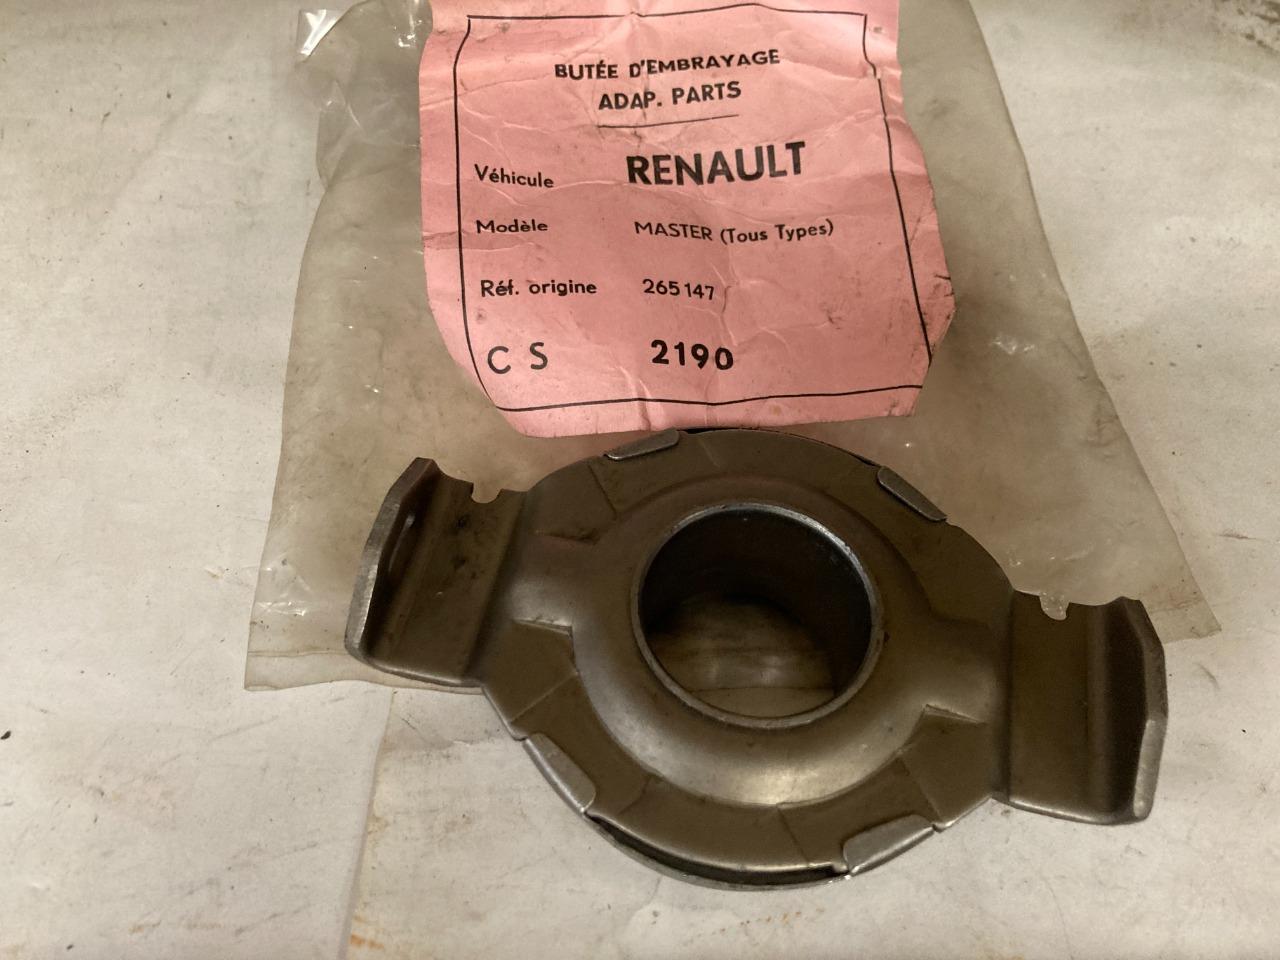 BUTÉE D'EMBRAYAGE
ADAP. PARTS
Véhicule RENAULT
Modèle MASTER (Tous Types)
Réf. origine 265147
C S 2190